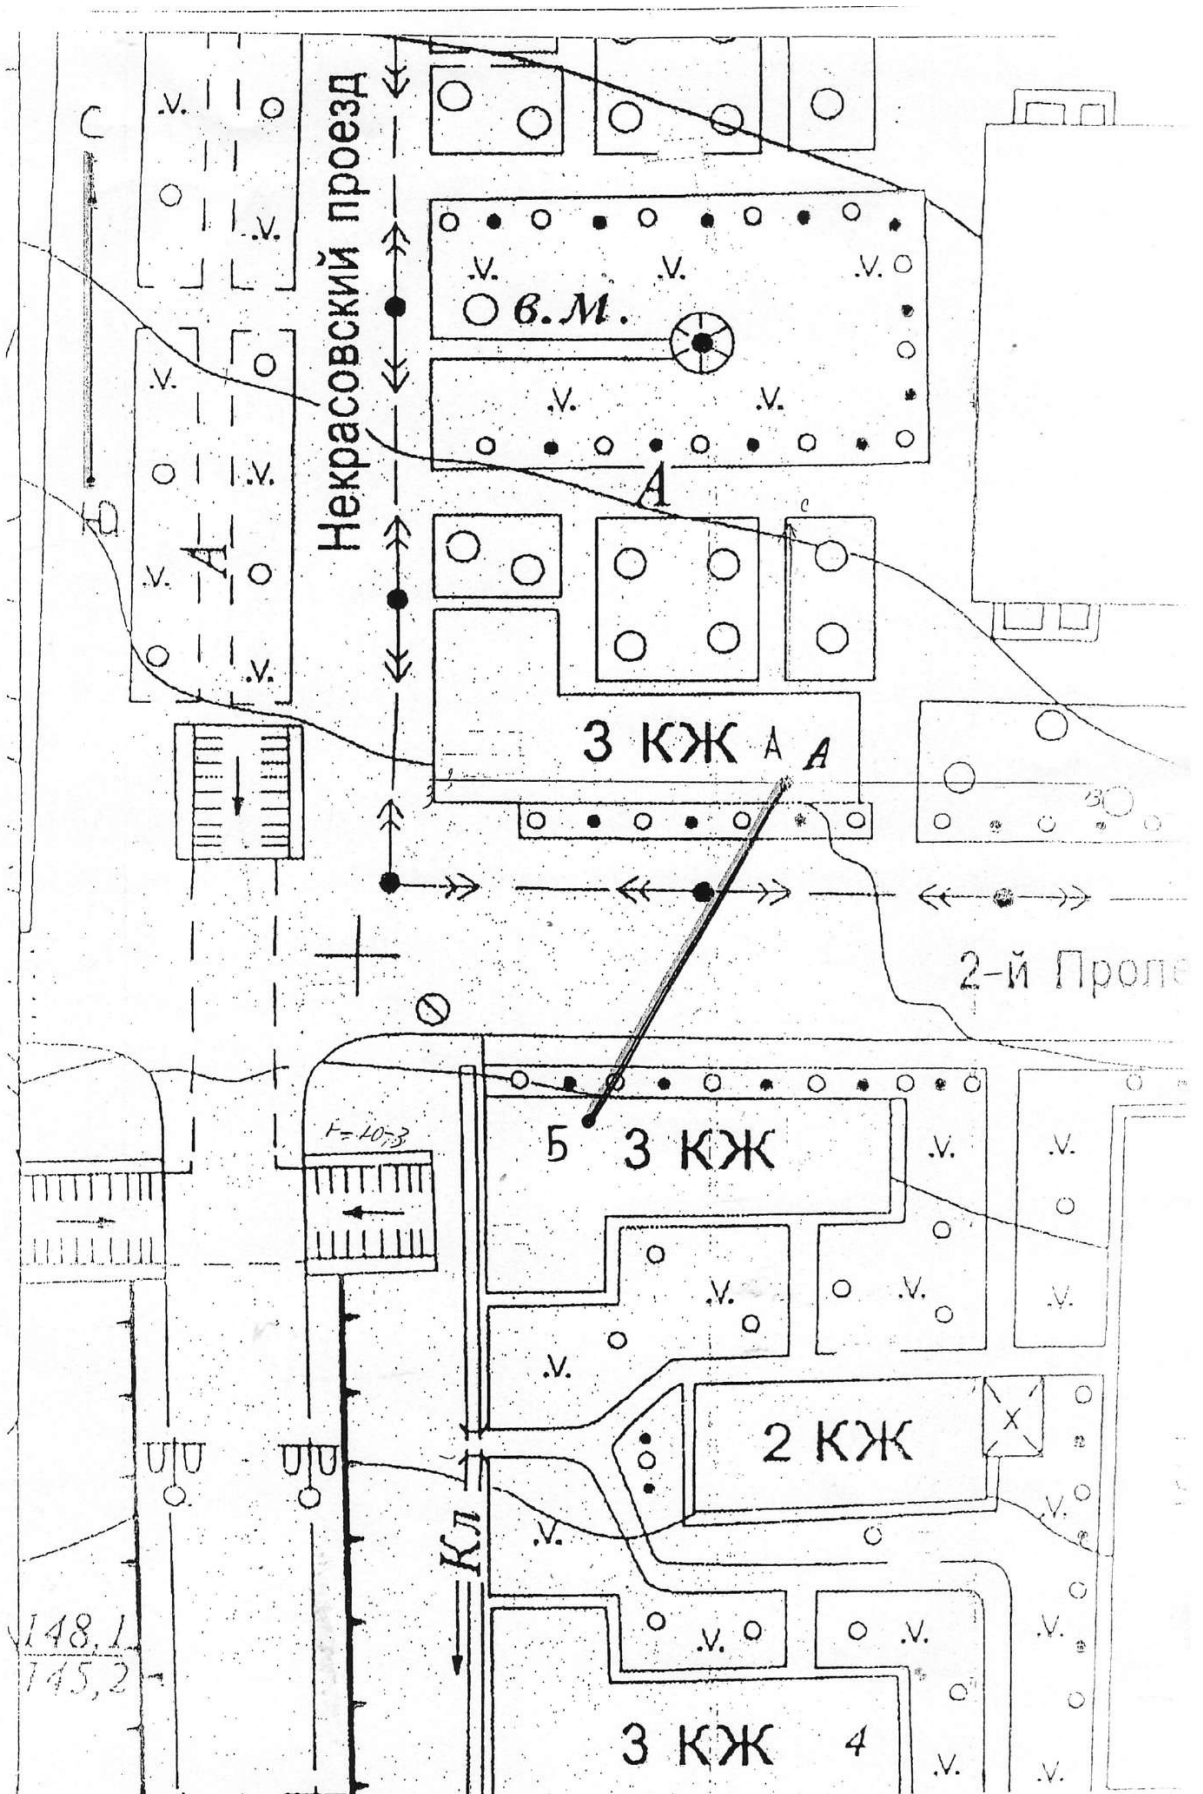 С
Некрасовский проезд
в.м.
А
с
Ю
А
3 КЖ А А
В
2-й Проле
Б 3 КЖ
2 КЖ
Х
Кл
148,1
145,2
3 КЖ 4